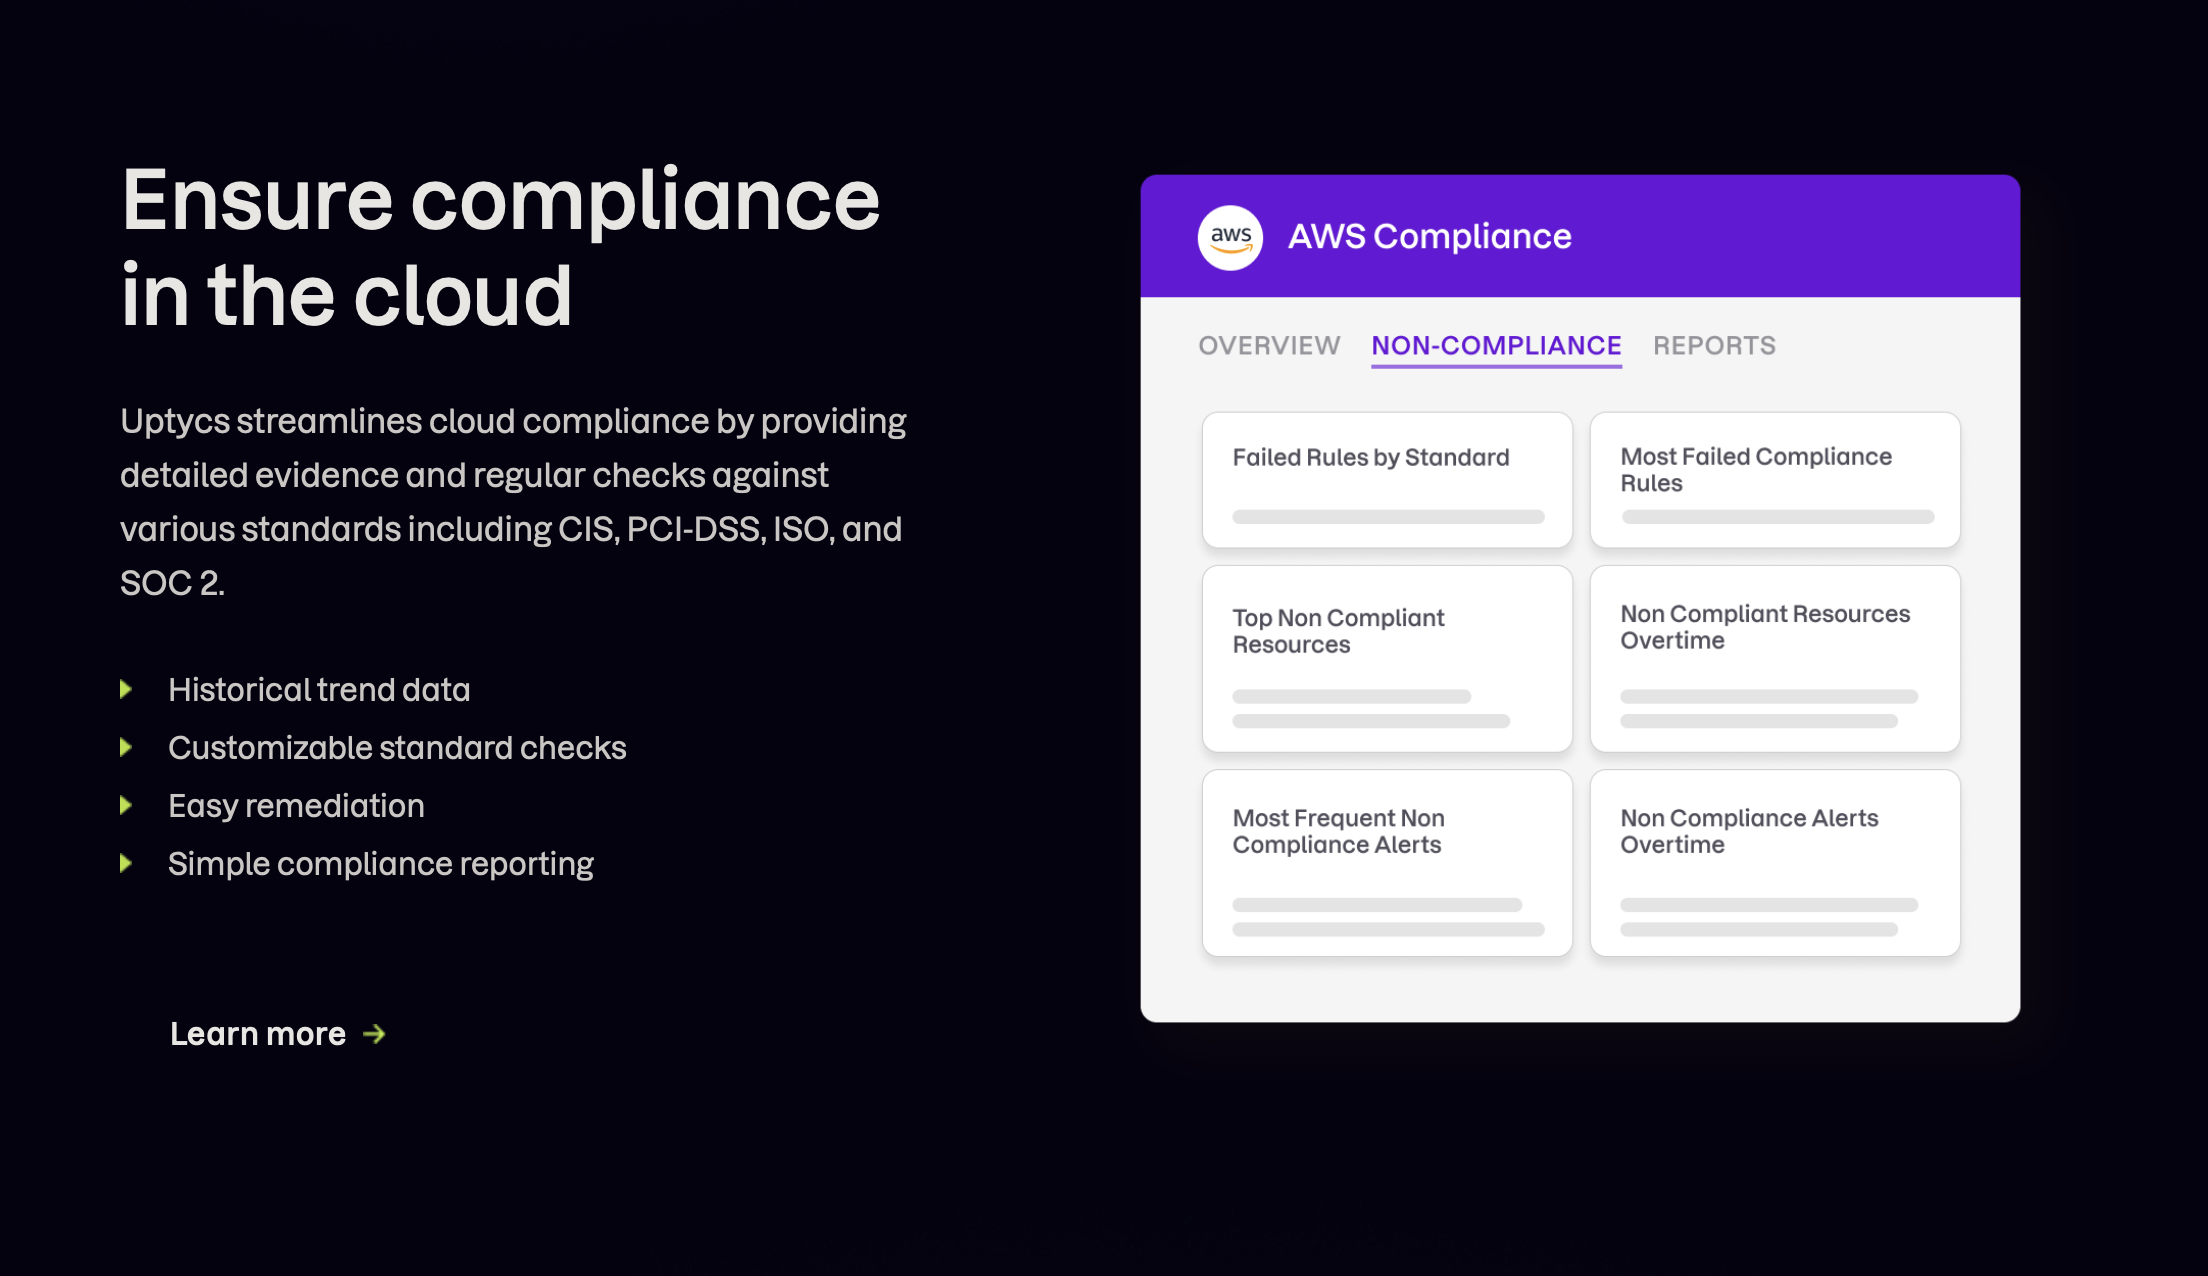 Ensure compliance
in the cloud
Uptycs streamlines cloud compliance by providing
detailed evidence and regular checks against
various standards including CIS, PCI-DSS, ISO, and
SOC 2.
Historical trend data
Customizable standard checks
Easy remediation
Simple compliance reporting
Learn more
aws
AWS Compliance
OVERVIEW NON-COMPLIANCE REPORTS
Failed Rules by Standard
Most Failed Compliance
Rules
Top Non Compliant
Resources
Non Compliant Resources
Overtime
Most Frequent Non
Compliance Alerts
Non Compliance Alerts
Overtime